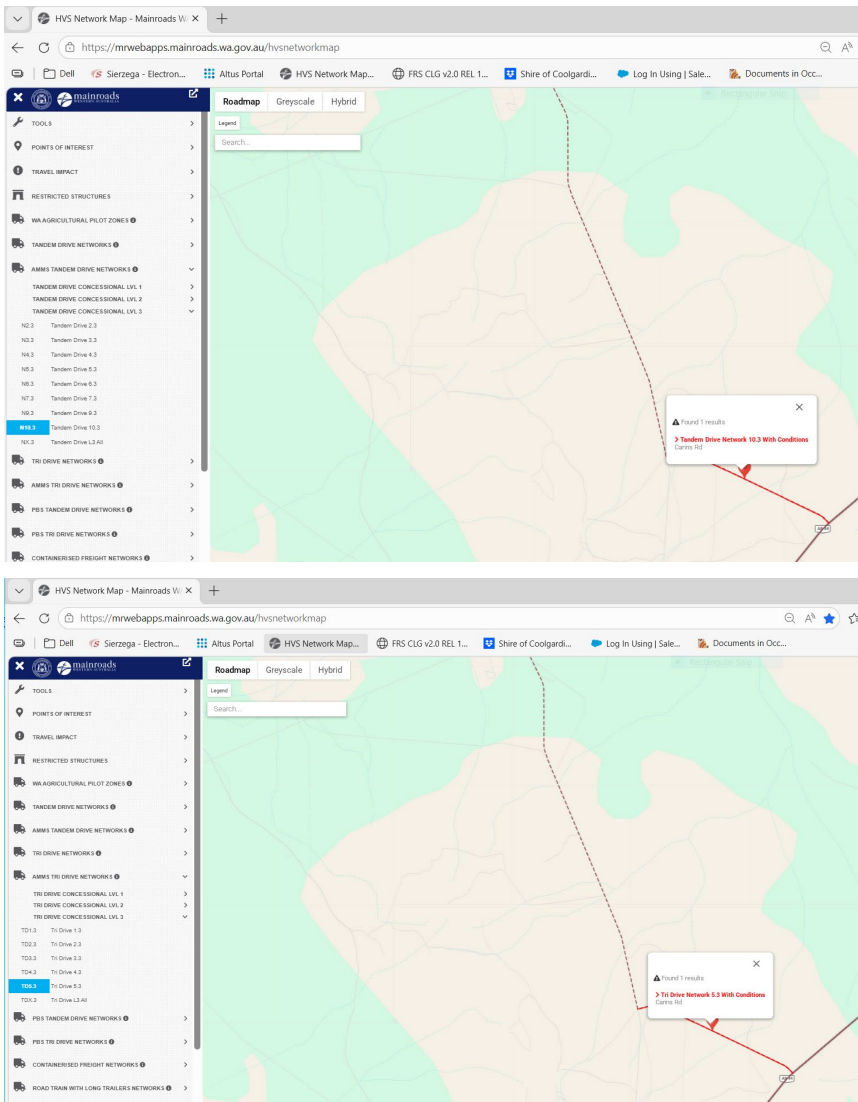 HVS Network Map - Mainroads W
https://mrwebapps.mainroads.wa.gov.au/hvsnetworkmap
Dell
Sierzega - Electron...
Altus Portal
HVS Network Map...
FRS CLG v2.0 REL 1...
Shire of Coolgardi...
Log In Using | Sale...
Documents in Occ...
mainroads
WESTERN AUSTRALIA
Roadmap Greyscale Hybrid
Rectangular Snip
Legend
Search...
TOOLS
POINTS OF INTEREST
TRAVEL IMPACT
RESTRICTED STRUCTURES
WA AGRICULTURAL PILOT ZONES
TANDEM DRIVE NETWORKS
AMMS TANDEM DRIVE NETWORKS
TANDEM DRIVE CONCESSIONAL LVL 1
TANDEM DRIVE CONCESSIONAL LVL 2
TANDEM DRIVE CONCESSIONAL LVL 3
N2.3 Tandem Drive 2.3
N3.3 Tandem Drive 3.3
N4.3 Tandem Drive 4.3
N5.3 Tandem Drive 5.3
N6.3 Tandem Drive 6.3
N7.3 Tandem Drive 7.3
N9.3 Tandem Drive 9.3
N10.3 Tandem Drive 10.3
NX.3 Tandem Drive L3 All
TRI DRIVE NETWORKS
AMMS TRI DRIVE NETWORKS
PBS TANDEM DRIVE NETWORKS
PBS TRI DRIVE NETWORKS
CONTAINERISED FREIGHT NETWORKS
Found 1 results
> Tandem Drive Network 10.3 With Conditions
Carins Rd
HVS Network Map - Mainroads W
https://mrwebapps.mainroads.wa.gov.au/hvsnetworkmap
Dell
Sierzega - Electron...
Altus Portal
HVS Network Map...
FRS CLG v2.0 REL 1...
Shire of Coolgardi...
Log In Using | Sale...
Documents in Occ...
mainroads
WESTERN AUSTRALIA
Roadmap Greyscale Hybrid
Rectangular Snip
Legend
Search...
TOOLS
POINTS OF INTEREST
TRAVEL IMPACT
RESTRICTED STRUCTURES
WA AGRICULTURAL PILOT ZONES
TANDEM DRIVE NETWORKS
AMMS TANDEM DRIVE NETWORKS
TRI DRIVE NETWORKS
AMMS TRI DRIVE NETWORKS
TRI DRIVE CONCESSIONAL LVL 1
TRI DRIVE CONCESSIONAL LVL 2
TRI DRIVE CONCESSIONAL LVL 3
TD1.3 Tri Drive 1.3
TD2.3 Tri Drive 2.3
TD3.3 Tri Drive 3.3
TD4.3 Tri Drive 4.3
TD5.3 Tri Drive 5.3
TDX.3 Tri Drive L3 All
PBS TANDEM DRIVE NETWORKS
PBS TRI DRIVE NETWORKS
CONTAINERISED FREIGHT NETWORKS
ROAD TRAIN WITH LONG TRAILERS NETWORKS
Found 1 results
> Tri Drive Network 5.3 With Conditions
Carins Rd